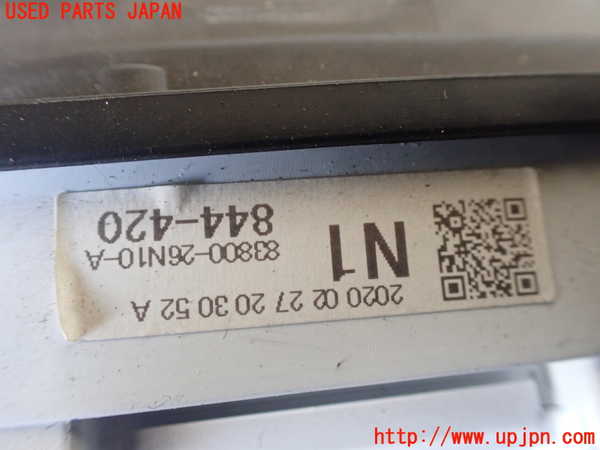 USED PARTS JAPAN
2020 02 27 20 30 52 A
N1
83800-26N10-A
844-420
http://www.upjpn.com/